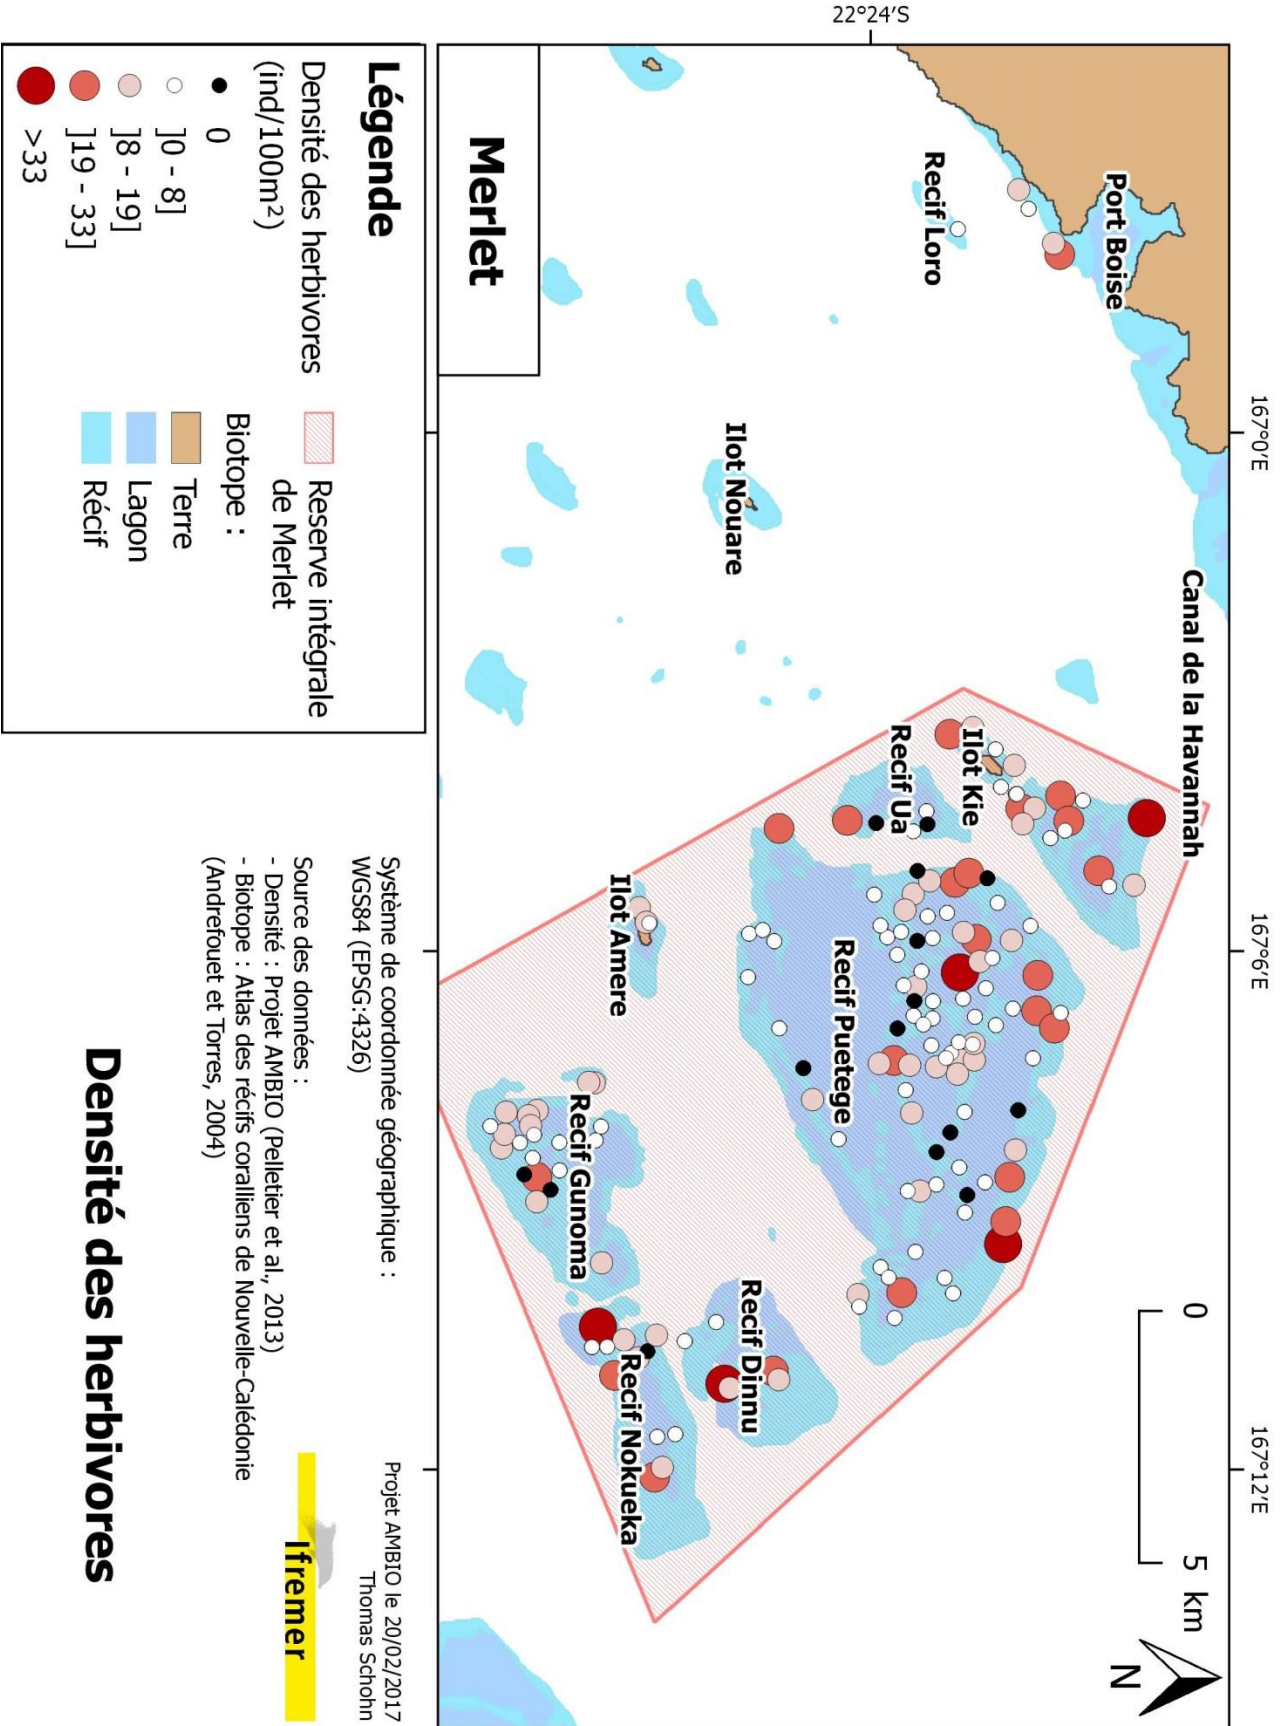 167°0'E
167°6'E
167°12'E
22°24'S
Canal de la Havannah
0
5 km
N
Port Boise
Recif Loro
Ilot Kie
Recif Ua
Recif Puetege
Ilot Nouare
Recif Dinnu
Ilot Amere
Recif Gunoma
Recif Nokueka
Merlet
Légende
Densité des herbivores
(ind/100m²)
0
]0 - 8]
]8 - 19]
]19 - 33]
>33
Reserve intégrale
de Merlet
Biotope :
Terre
Lagon
Récif
Système de coordonnée géographique :
WGS84 (EPSG:4326)
Source des données :
- Densité : Projet AMBIO (Pelletier et al., 2013)
- Biotope : Atlas des récifs coralliens de Nouvelle-Calédonie
(Andrefouet et Torres, 2004)
Projet AMBIO le 20/02/2017
Thomas Schohn
Ifremer
Densité des herbivores